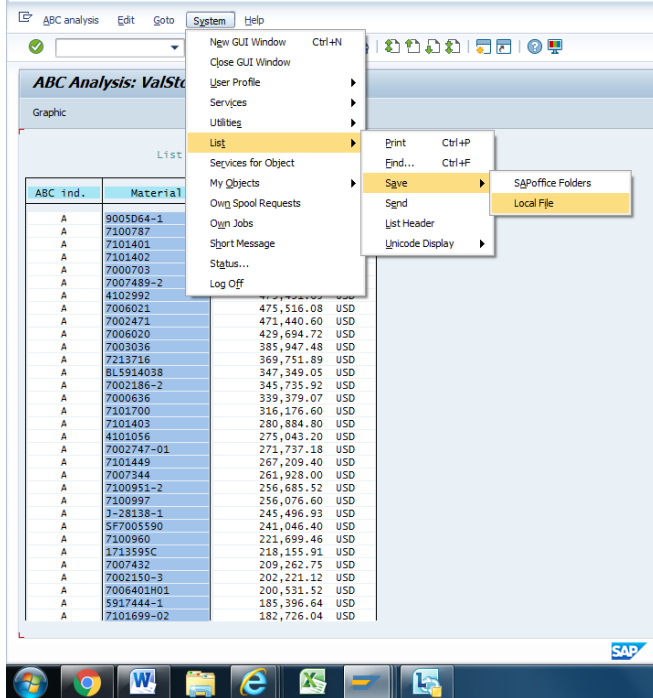 ABC analysis Edit Goto System Help
New GUI Window Ctrl+N
Close GUI Window
User Profile
Services
Utilities
List
Services for Object
My Objects
Own Spool Requests
Own Jobs
Short Message
Status...
Log Off
Print Ctrl+P
Find... Ctrl+F
Save
Send
List Header
Unicode Display
SAPoffice Folders
Local File
ABC Analysis: ValSto
Graphic
List
ABC ind. Material
A 9005D64-1
A 7100787
A 7101401
A 7101402
A 7000703
A 7007489-2
A 4102992
A 7006021 475,516.08 USD
A 7002471 471,440.60 USD
A 7006020 429,694.72 USD
A 7003036 385,947.48 USD
A 7213716 369,751.89 USD
A BL5914038 347,349.05 USD
A 7002186-2 345,735.92 USD
A 7000636 339,379.07 USD
A 7101700 316,176.60 USD
A 7101403 280,884.80 USD
A 4101056 275,043.20 USD
A 7002747-01 271,737.18 USD
A 7101449 267,209.40 USD
A 7007344 261,928.00 USD
A 7100951-2 256,685.52 USD
A 7100997 256,076.60 USD
A J-28138-1 245,496.93 USD
A SF7005590 241,046.40 USD
A 7100960 221,699.46 USD
A 1713595C 218,155.91 USD
A 7007432 209,262.75 USD
A 7002150-3 202,221.12 USD
A 7006401H01 200,531.52 USD
A 5917444-1 185,396.64 USD
A 7101699-02 182,726.04 USD
SAP